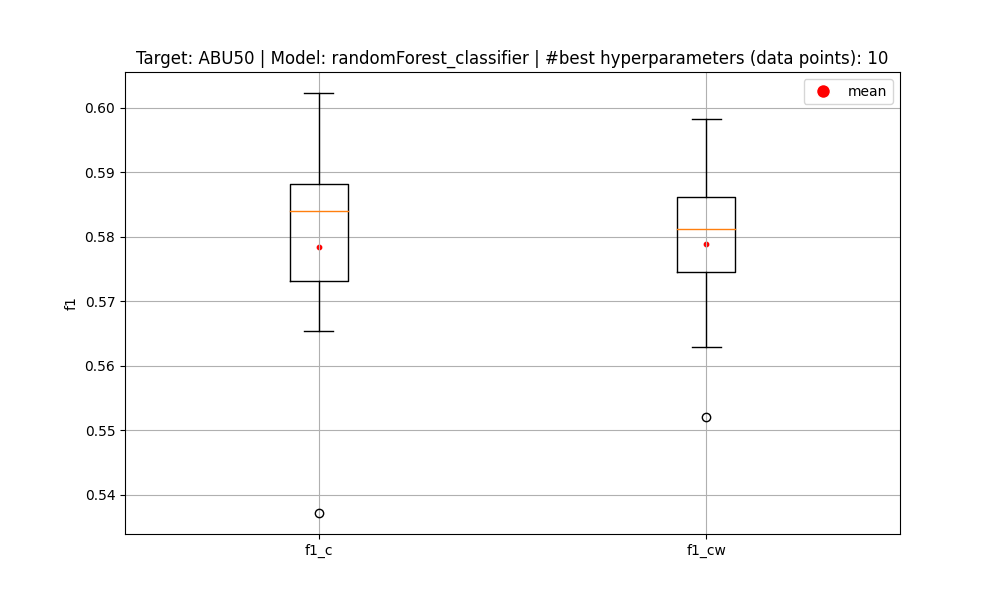 Target: ABU50 | Model: randomForest_classifier | #best hyperparameters (data points): 10
mean
0.60
0.59
0.58
0.57
0.56
0.55
0.54
f1
f1_c
f1_cw